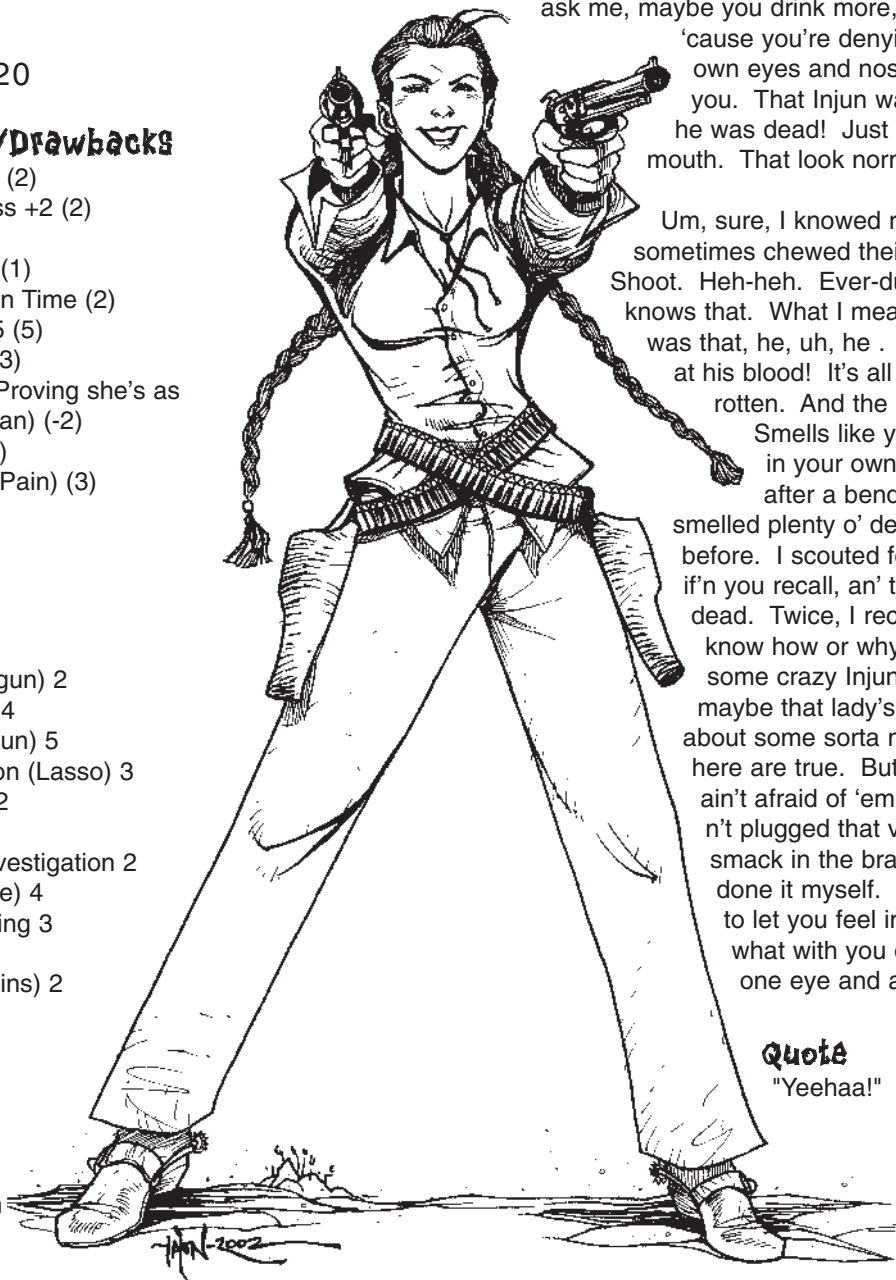 20
/Drawbacks
(2)
ss +2 (2)
(1)
n Time (2)
5 (5)
3)
Proving she's as
an) (-2)
)
Pain) (3)
gun) 2
4
un) 5
on (Lasso) 3
2
vestigation 2
e) 4
ing 3
ins) 2
ask me, maybe you drink more,
‘cause you're denyi
own eyes and nos
you. That Injun wa
he was dead! Just
mouth. That look norr
Um, sure, I knowed r
sometimes chewed thei
Shoot. Heh-heh. Ever-du
knows that. What I mea
was that, he, uh, he .
at his blood! It's all
rotten. And the
Smells like y
in your own
after a bend
smelled plenty o’ de
before. I scouted f
if'n you recall, an’ t
dead. Twice, I rec
know how or why
some crazy Injun
maybe that lady's
about some sorta r
here are true. But
ain't afraid of ‘em
n't plugged that v
smack in the bra
done it myself.
to let you feel in
what with you
one eye and a
Quote
"Yeehaa!"
-2002